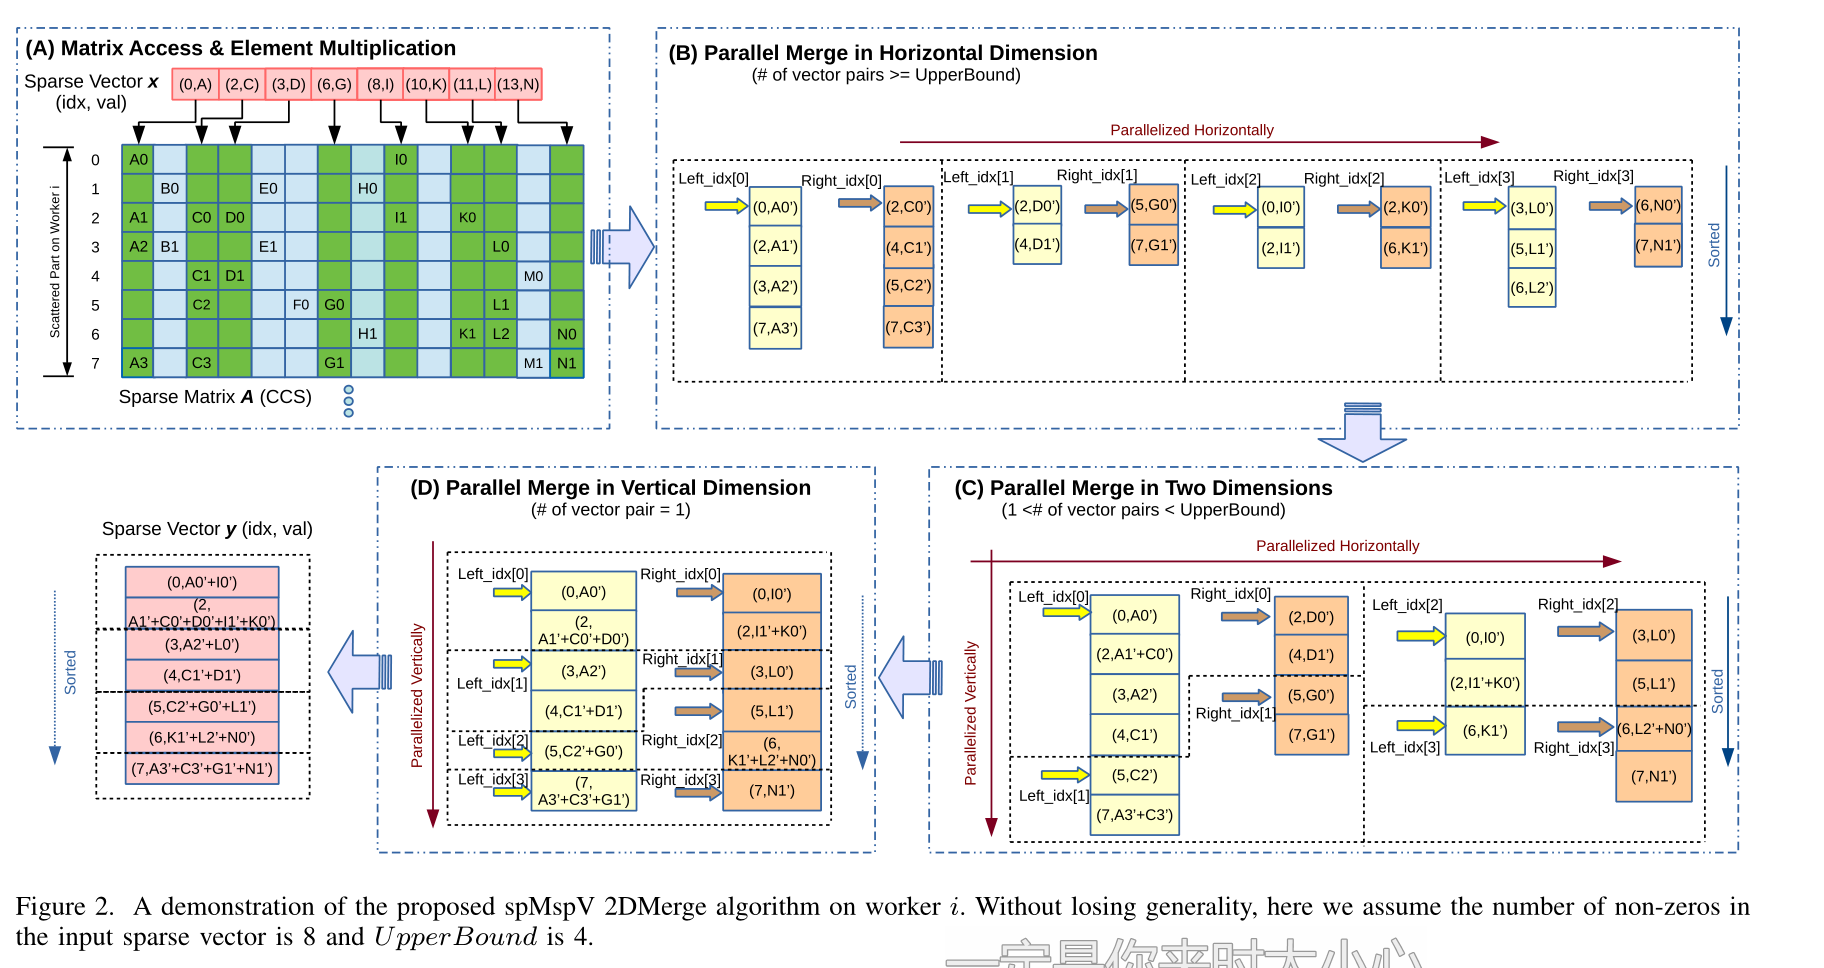 (A) Matrix Access & Element Multiplication
Sparse Vector x
(idx, val)
(0,A) (2,C) (3,D) (6,G) (8,I) (10,K) (11,L) (13,N)
Scattered Part on Worker i
0 A0 I0
1 B0 E0 H0
2 A1 C0 D0 I1 K0
3 A2 B1 E1 L0
4 C1 D1 M0
5 C2 F0 G0 L1
6 H1 K1 L2 N0
7 A3 C3 G1 M1 N1
Sparse Matrix A (CCS)
(B) Parallel Merge in Horizontal Dimension
(# of vector pairs >= UpperBound)
Parallelized Horizontally
Left_idx[0] Right_idx[0] Left_idx[1] Right_idx[1] Left_idx[2] Right_idx[2] Left_idx[3] Right_idx[3]
(0,A0’) (2,C0’) (2,D0’) (5,G0’) (0,I0’) (2,K0’) (3,L0’) (6,N0’)
(2,A1’) (4,C1’) (4,D1’) (7,G1’) (2,I1’) (6,K1’) (5,L1’) (7,N1’)
(3,A2’) (5,C2’) (6,L2’)
(7,A3’) (7,C3’)
Sorted
(C) Parallel Merge in Two Dimensions
(1 <# of vector pairs < UpperBound)
Parallelized Horizontally
Parallelized Vertically
Left_idx[0] Right_idx[0] Left_idx[2] Right_idx[2]
(0,A0’) (2,D0’) (0,I0’) (3,L0’)
(2,A1’+C0’) (4,D1’) (2,I1’+K0’) (5,L1’)
(3,A2’) (5,G0’) (6,K1’) (6,L2’+N0’)
Right_idx[1]
(4,C1’) (7,G1’) Left_idx[3] Right_idx[3]
(5,C2’) (7,N1’)
Left_idx[1]
(7,A3’+C3’)
Sorted
(D) Parallel Merge in Vertical Dimension
(# of vector pair = 1)
Parallelized Vertically
Left_idx[0] Right_idx[0]
(0,A0’) (0,I0’)
(2,
A1’+C0’+D0’) (2,I1’+K0’)
Right_idx[1]
(3,A2’) (3,L0’)
Left_idx[1]
(4,C1’+D1’) (5,L1’)
Left_idx[2] Right_idx[2]
(5,C2’+G0’) (6,
K1’+L2’+N0’)
Left_idx[3] Right_idx[3]
(7,
A3’+C3’+G1’) (7,N1’)
Sorted
Sparse Vector y (idx, val)
(0,A0’+I0’)
(2,
A1’+C0’+D0’+I1’+K0’)
(3,A2’+L0’)
(4,C1’+D1’)
(5,C2’+G0’+L1’)
(6,K1’+L2’+N0’)
(7,A3’+C3’+G1’+N1’)
Sorted
Figure 2. A demonstration of the proposed spMspV 2DMerge algorithm on worker i. Without losing generality, here we assume the number of non-zeros in
the input sparse vector is 8 and UpperBound is 4.